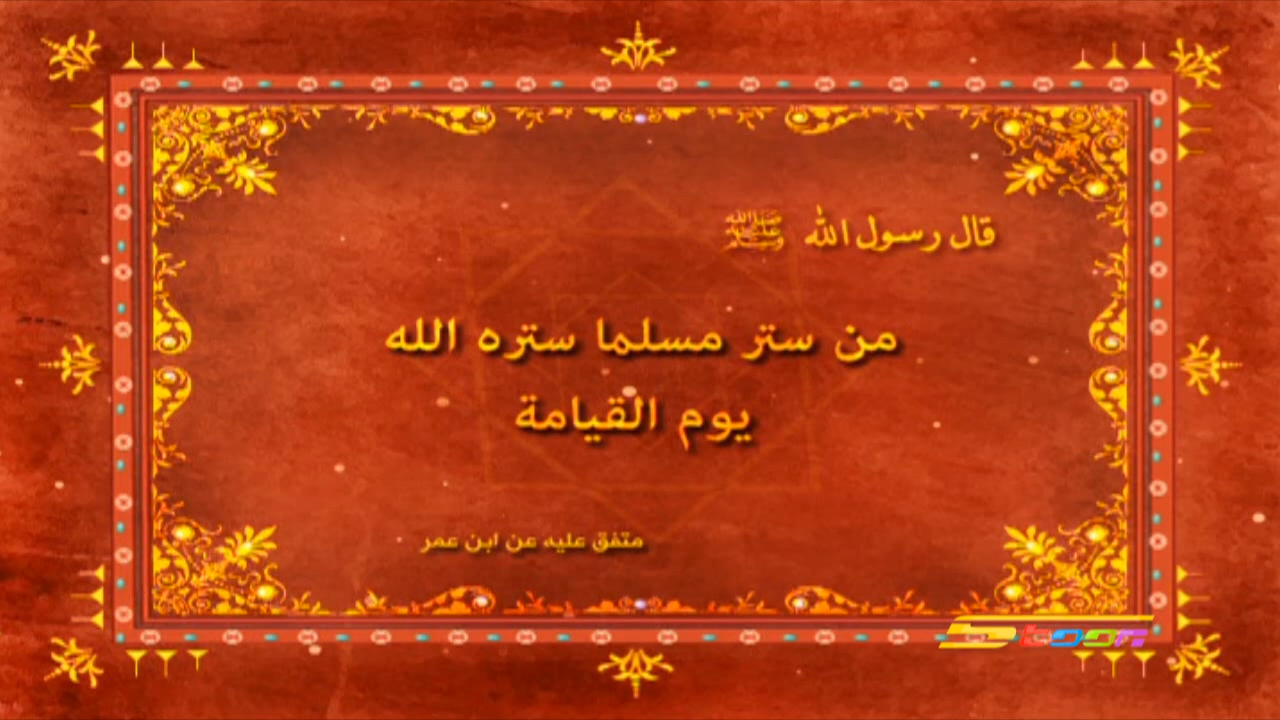 قال رسول الله ﷺ
من ستر مسلما ستره الله
يوم القيامة
متفق عليه عن ابن عمر
toon